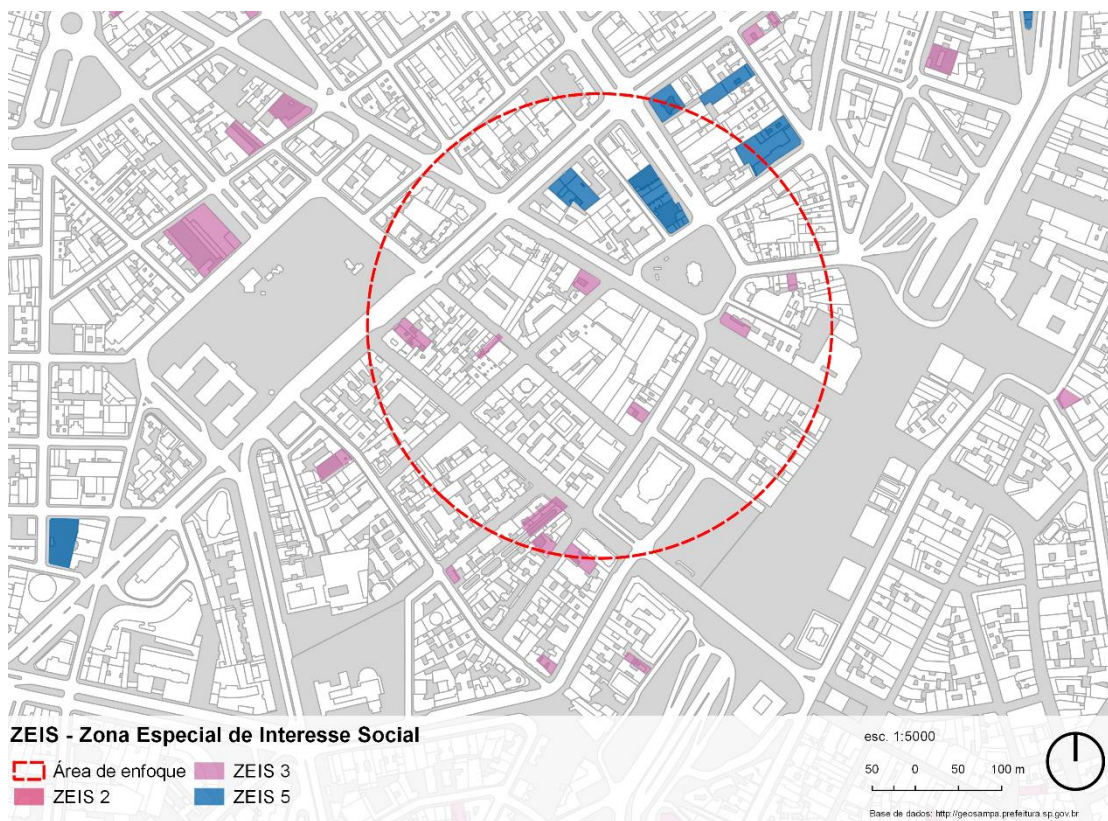 ZEIS - Zona Especial de Interesse Social
Área de enfoque
ZEIS 2
ZEIS 3
ZEIS 5
esc. 1:5000
50 0 50 100 m
Base de dados: http://geosampa.prefeitura.sp.gov.br